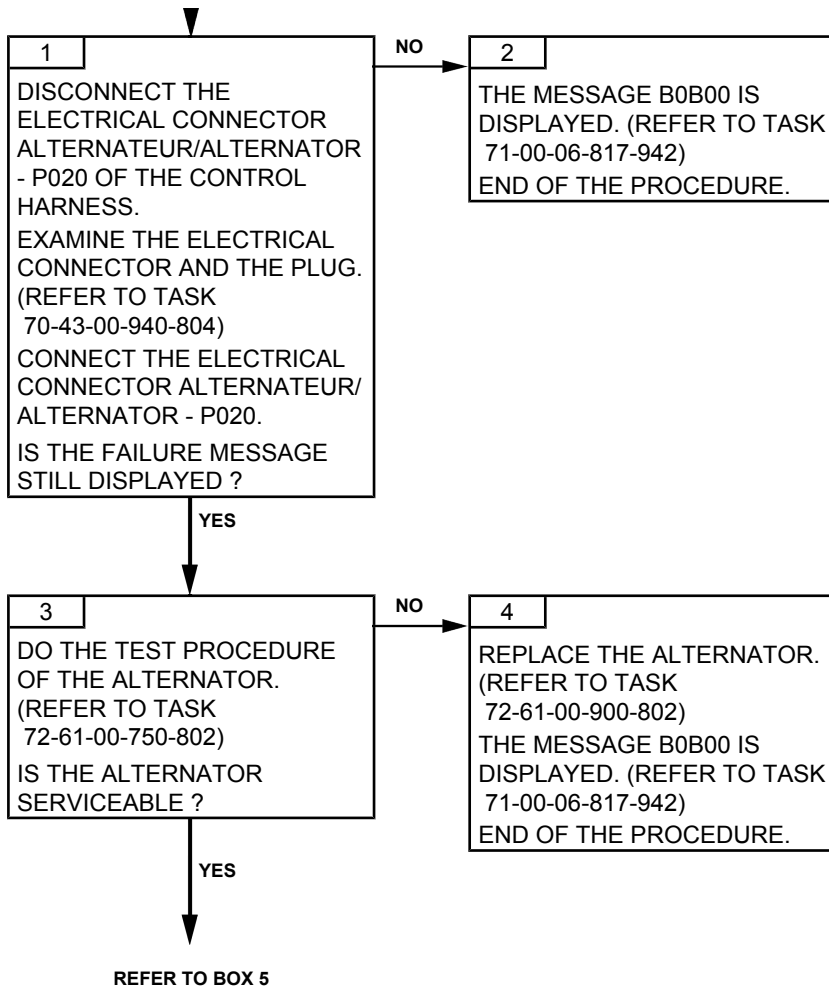 1
DISCONNECT THE
ELECTRICAL CONNECTOR
ALTERNATEUR/ALTERNATOR
- P020 OF THE CONTROL
HARNESS.
EXAMINE THE ELECTRICAL
CONNECTOR AND THE PLUG.
(REFER TO TASK
70-43-00-940-804)
CONNECT THE ELECTRICAL
CONNECTOR ALTERNATEUR/
ALTERNATOR - P020.
IS THE FAILURE MESSAGE
STILL DISPLAYED ?
NO
2
THE MESSAGE B0B00 IS
DISPLAYED. (REFER TO TASK
71-00-06-817-942)
END OF THE PROCEDURE.
YES
3
DO THE TEST PROCEDURE
OF THE ALTERNATOR.
(REFER TO TASK
72-61-00-750-802)
IS THE ALTERNATOR
SERVICEABLE ?
NO
4
REPLACE THE ALTERNATOR.
(REFER TO TASK
72-61-00-900-802)
THE MESSAGE B0B00 IS
DISPLAYED. (REFER TO TASK
71-00-06-817-942)
END OF THE PROCEDURE.
YES
REFER TO BOX 5